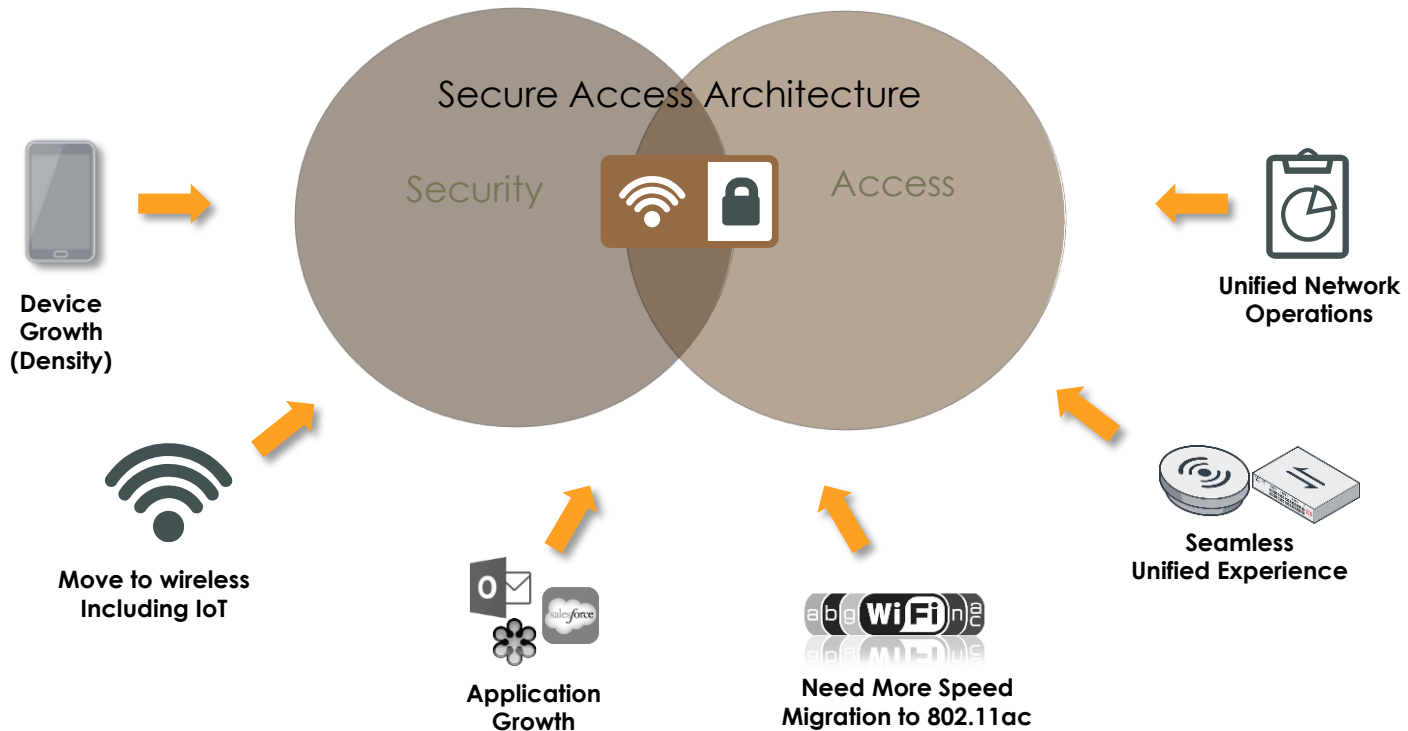 Secure Access Architecture
Security
Access
Device
Growth
(Density)
Unified Network
Operations
Move to wireless
Including IoT
Seamless
Unified Experience
O
salesforce
Application
Growth
a b g WiFi n ac
Need More Speed
Migration to 802.11ac